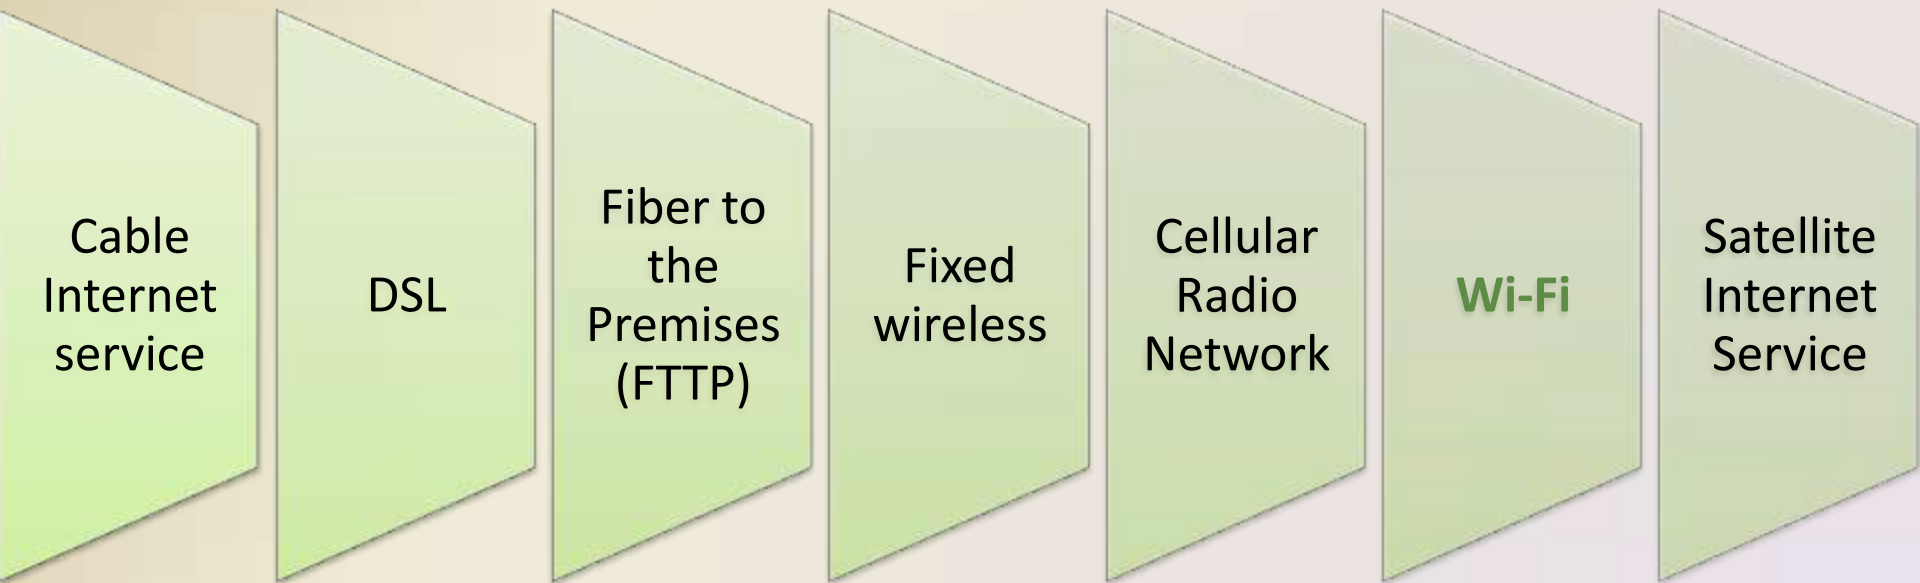 Cable
Internet
service
DSL
Fiber to
the
Premises
(FTTP)
Fixed
wireless
Cellular
Radio
Network
Wi-Fi
Satellite
Internet
Service